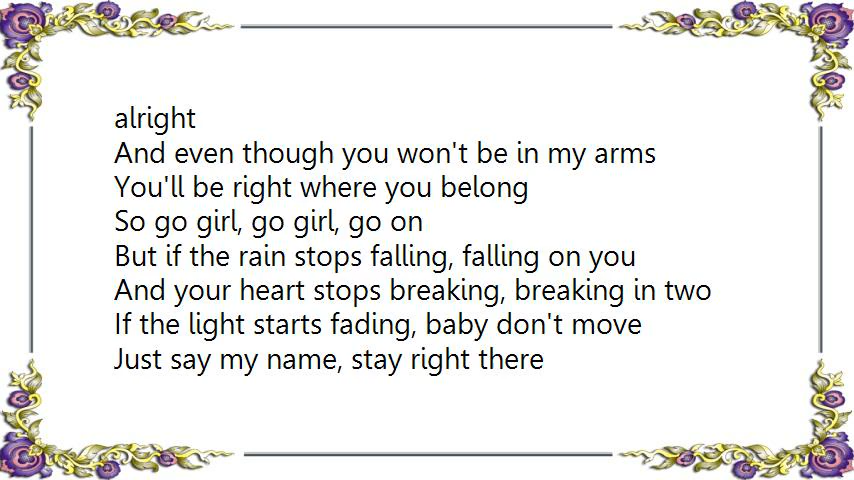 alright
And even though you won't be in my arms
You'll be right where you belong
So go girl, go girl, go on
But if the rain stops falling, falling on you
And your heart stops breaking, breaking in two
If the light starts fading, baby don't move
Just say my name, stay right there